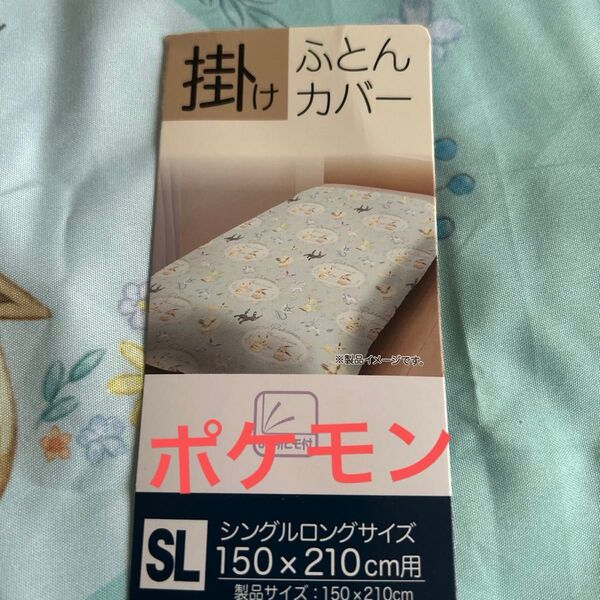 掛け
ふとん
カバー
※製品イメージです。
ポケモン
SL
シングルロングサイズ
150×210cm用
製品サイズ：150×210cm